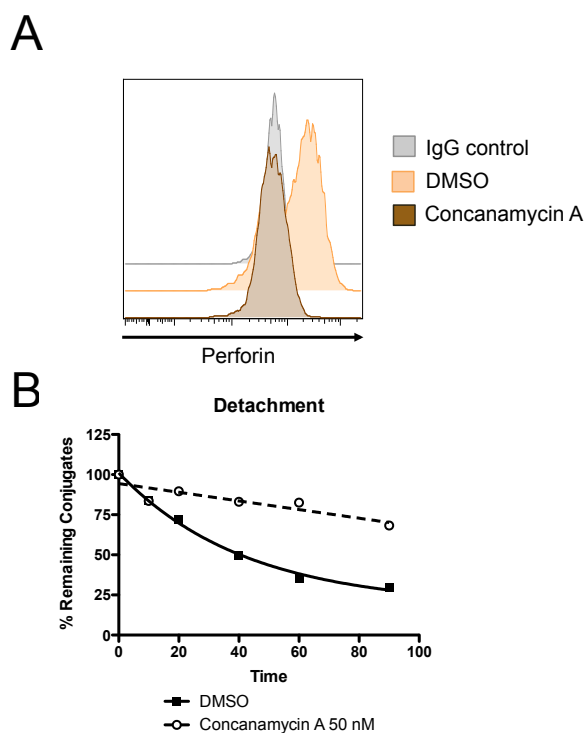 A
IgG control
DMSO
Concanamycin A
Perforin
B
Detachment
125
100
75
50
25
0
% Remaining Conjugates
0 20 40 60 80 100
Time
DMSO
Concanamycin A 50 nM